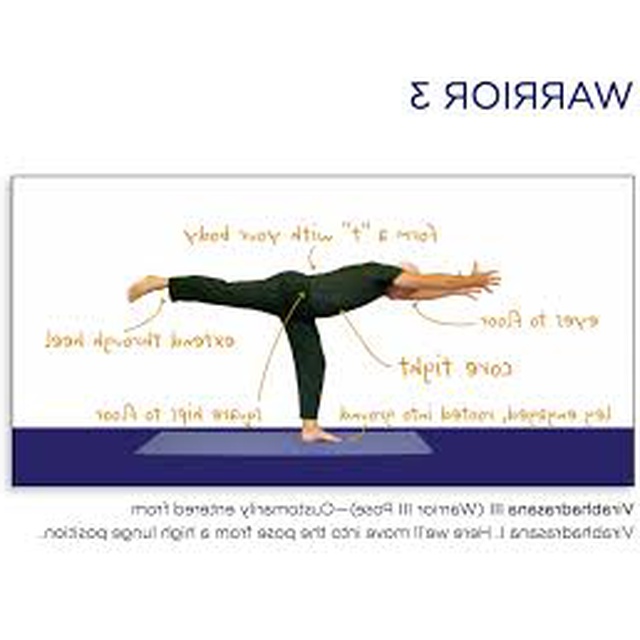 WARRIOR 3
form a "t" with your body
eyes to floor
extend through heel
core tight
square hips to floor
leg engaged, rooted into ground
Virabhadrasana III (Warrior III Pose)—Customarily entered from
Virabhadrasana I. Here we'll move into the pose from a high lunge position.